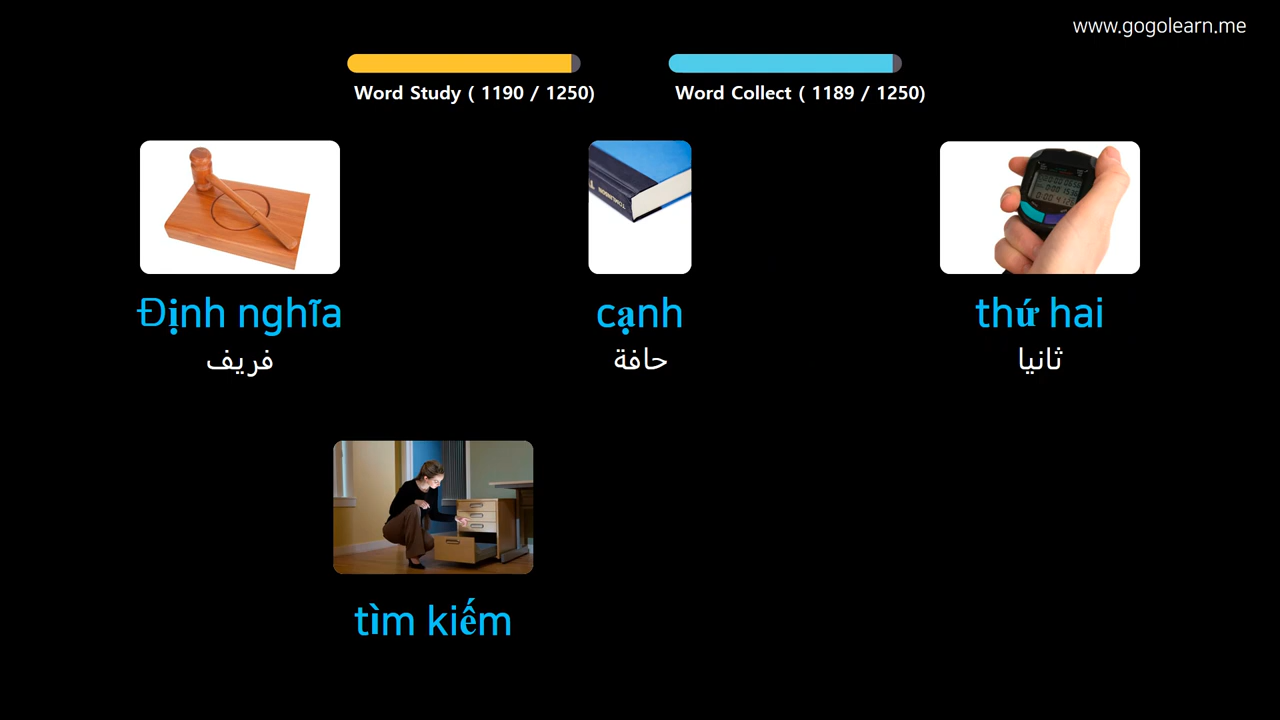 www.gogolearn.me
Word Study ( 1190 / 1250)
Word Collect ( 1189 / 1250)
Định nghĩa
cạnh
thứ hai
فريف
حافة
ثانيا
tìm kiếm